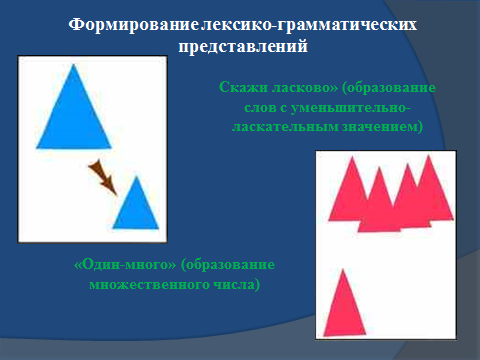 Формирование лексико-грамматических
представлений
Скажи ласково» (образование
слов с уменьшительно-
ласкательным значением)
«Один-много» (образование
множественного числа)